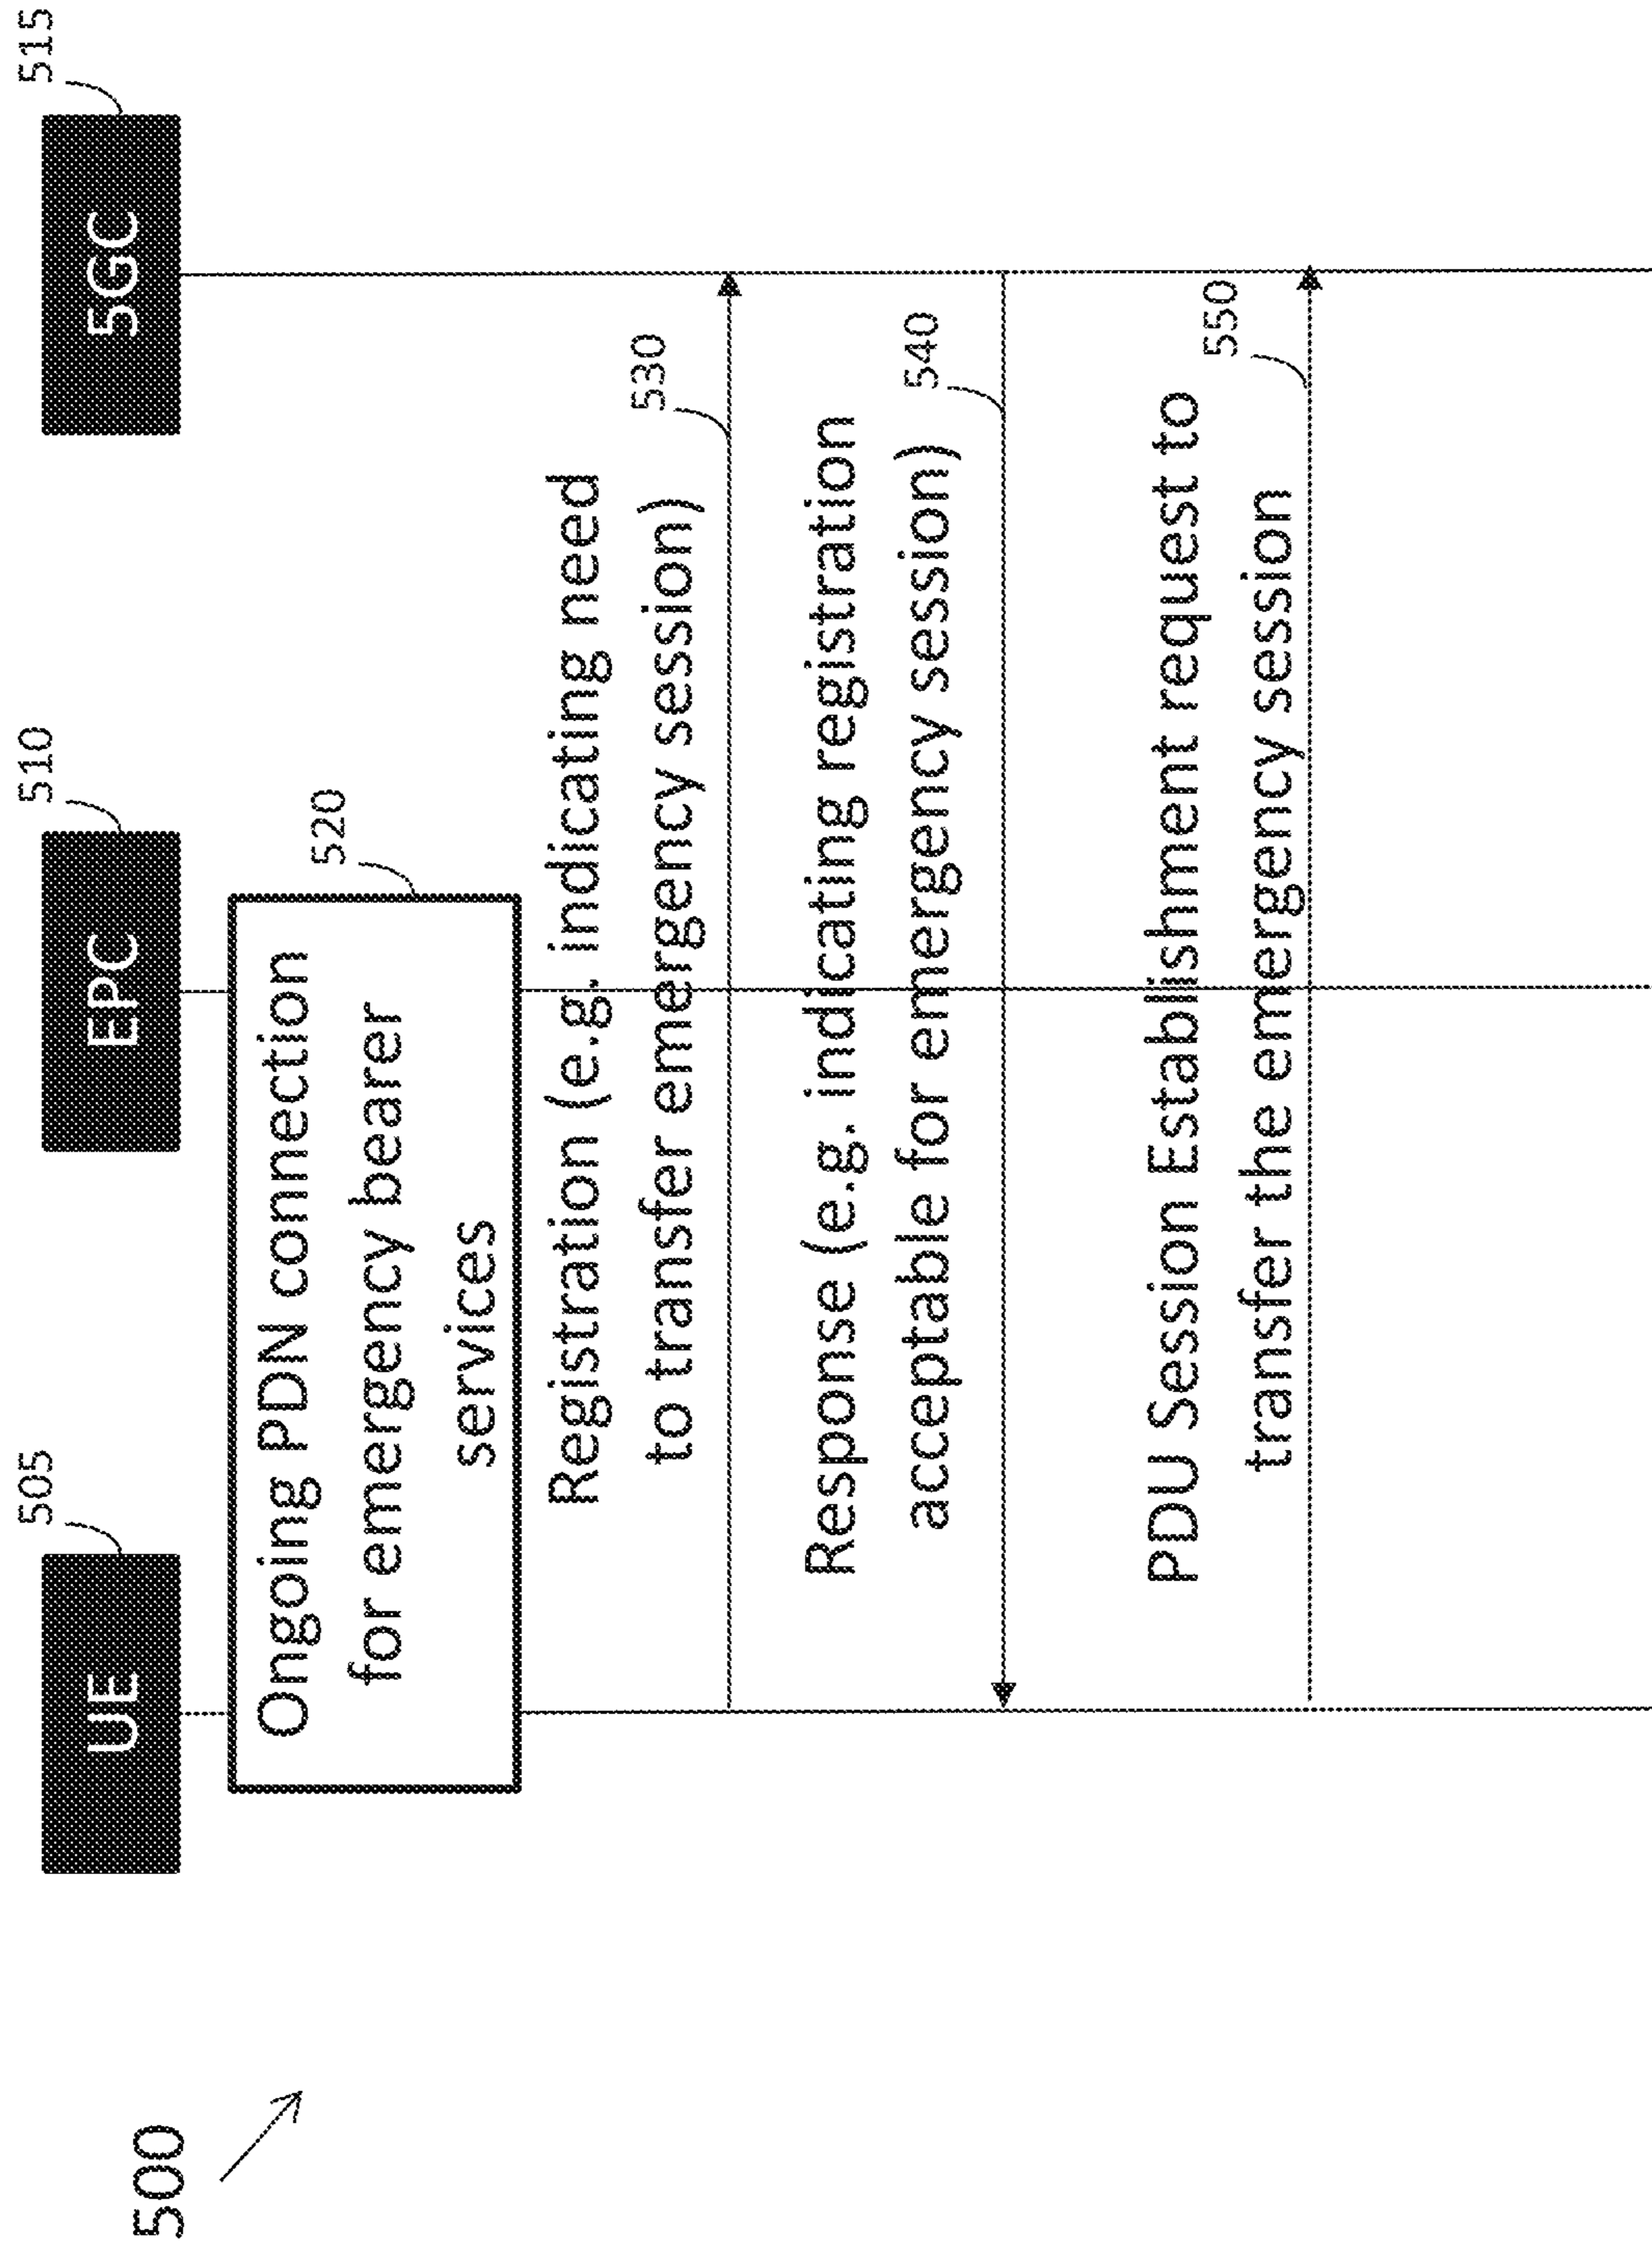 500
UE
505
EPC
510
5GC
515
Ongoing PDN connection
for emergency bearer
services
520
Registration (e.g. indicating need
to transfer emergency session)
530
Response (e.g. indicating registration
acceptable for emergency session)
540
PDU Session Establishment request to
transfer the emergency session
550